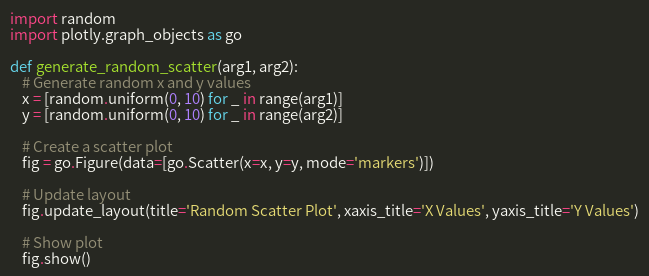 import random
import plotly.graph_objects as go
def generate_random_scatter(arg1, arg2):
# Generate random x and y values
x = [random.uniform(0, 10) for _ in range(arg1)]
y = [random.uniform(0, 10) for _ in range(arg2)]
# Create a scatter plot
fig = go.Figure(data=[go.Scatter(x=x, y=y, mode='markers')])
# Update layout
fig.update_layout(title='Random Scatter Plot', xaxis_title='X Values', yaxis_title='Y Values')
# Show plot
fig.show()